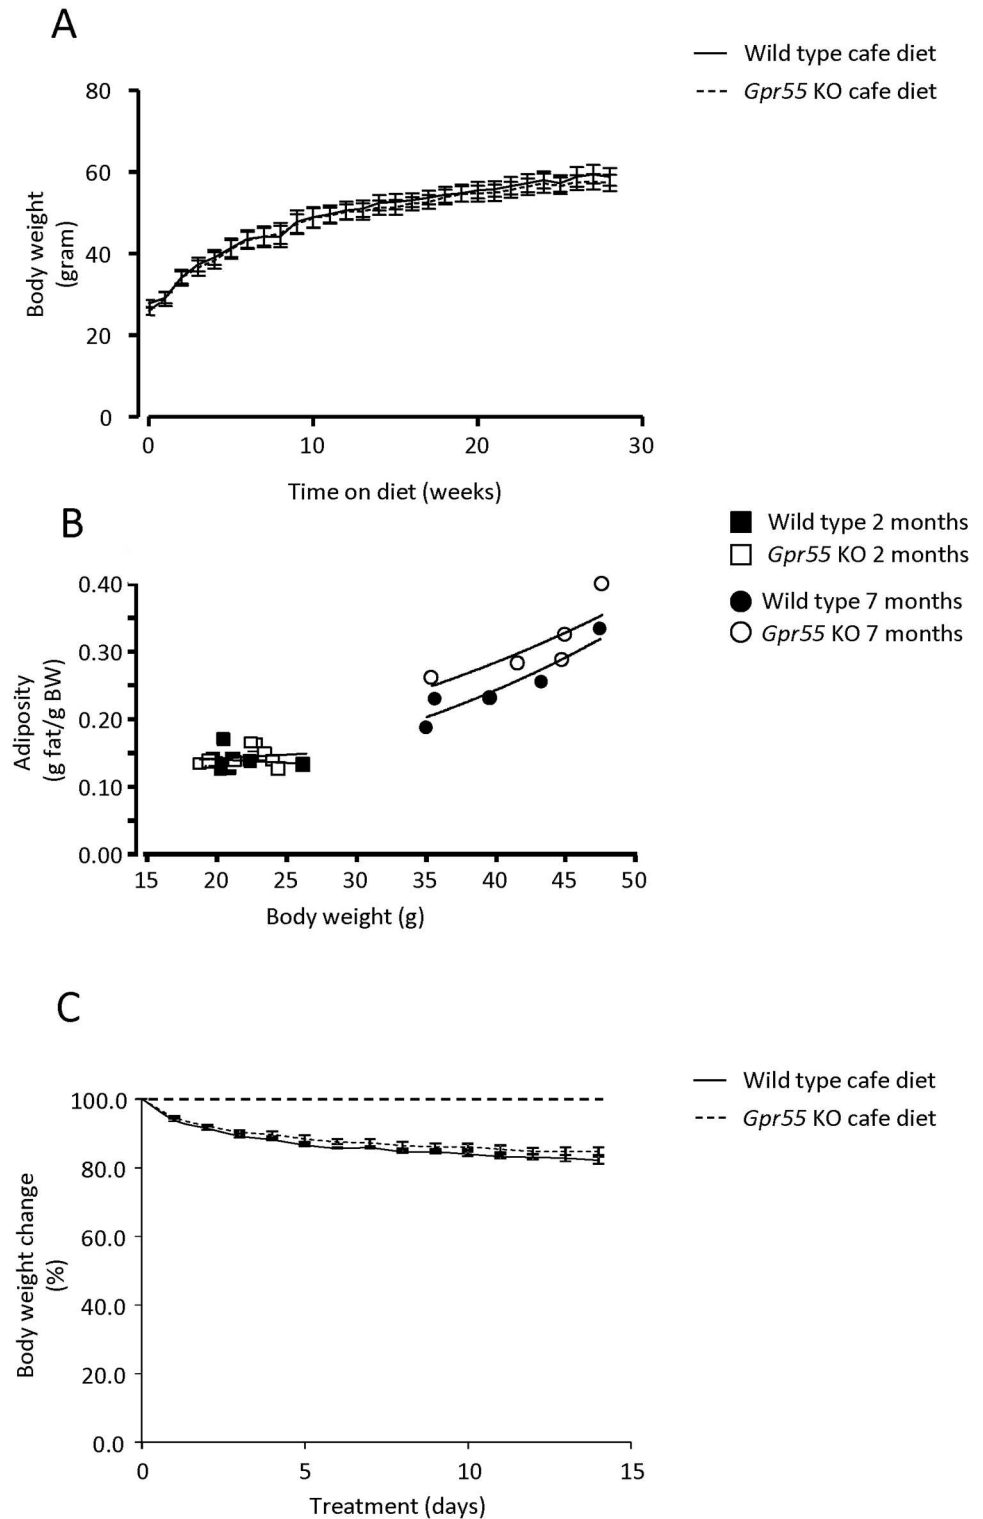 A
Wild type cafe diet
Gpr55 KO cafe diet
80
60
40
20
0
Body weight
(gram)
0 10 20 30
Time on diet (weeks)
B
Wild type 2 months
Gpr55 KO 2 months
Wild type 7 months
Gpr55 KO 7 months
0.40
0.30
0.20
0.10
0.00
Adiposity
(g fat/g BW)
15 20 25 30 35 40 45 50
Body weight (g)
C
Wild type cafe diet
Gpr55 KO cafe diet
100.0
80.0
60.0
40.0
20.0
0.0
Body weight change
(%)
0 5 10 15
Treatment (days)